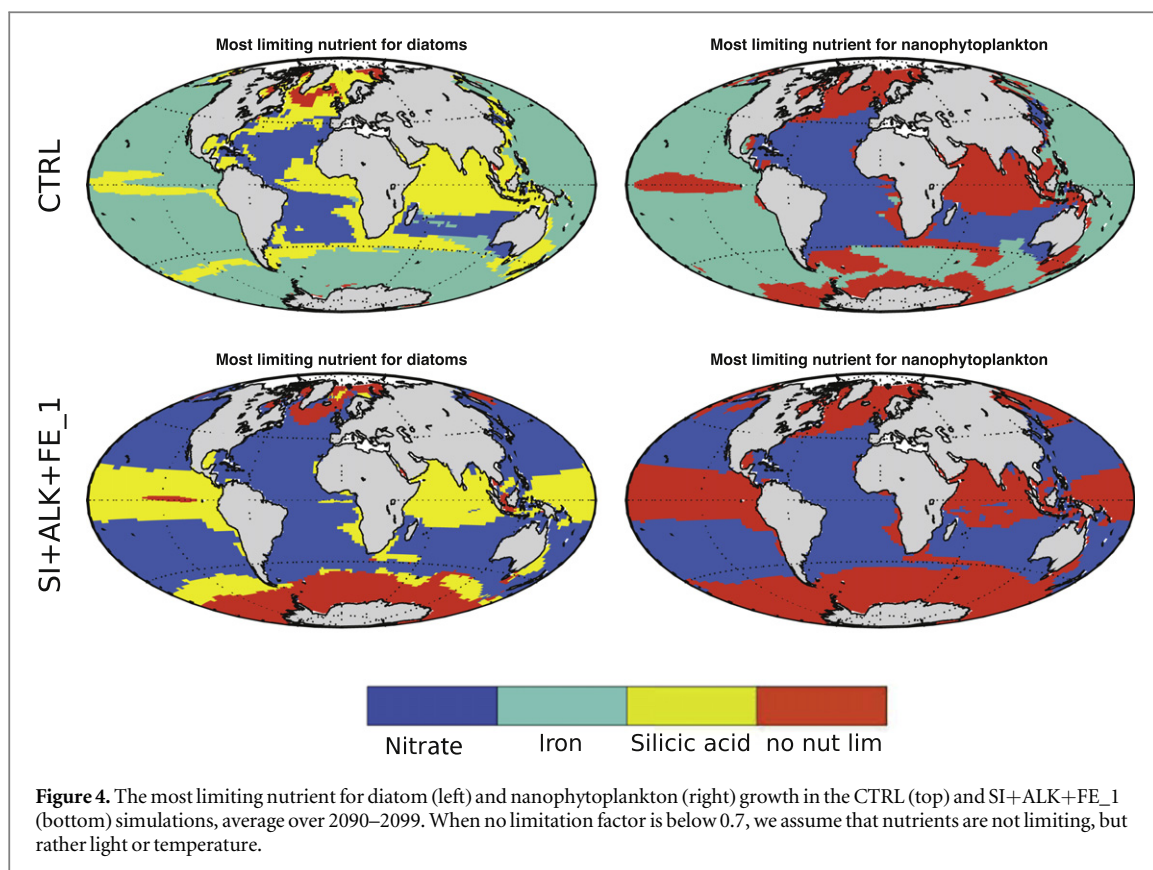 Most limiting nutrient for diatoms
Most limiting nutrient for nanophytoplankton
CTRL
Most limiting nutrient for diatoms
Most limiting nutrient for nanophytoplankton
SI+ALK+FE_1
Nitrate
Iron
Silicic acid
no nut lim
Figure 4. The most limiting nutrient for diatom (left) and nanophytoplankton (right) growth in the CTRL (top) and SI+ALK+FE_1
(bottom) simulations, average over 2090–2099. When no limitation factor is below 0.7, we assume that nutrients are not limiting, but
rather light or temperature.